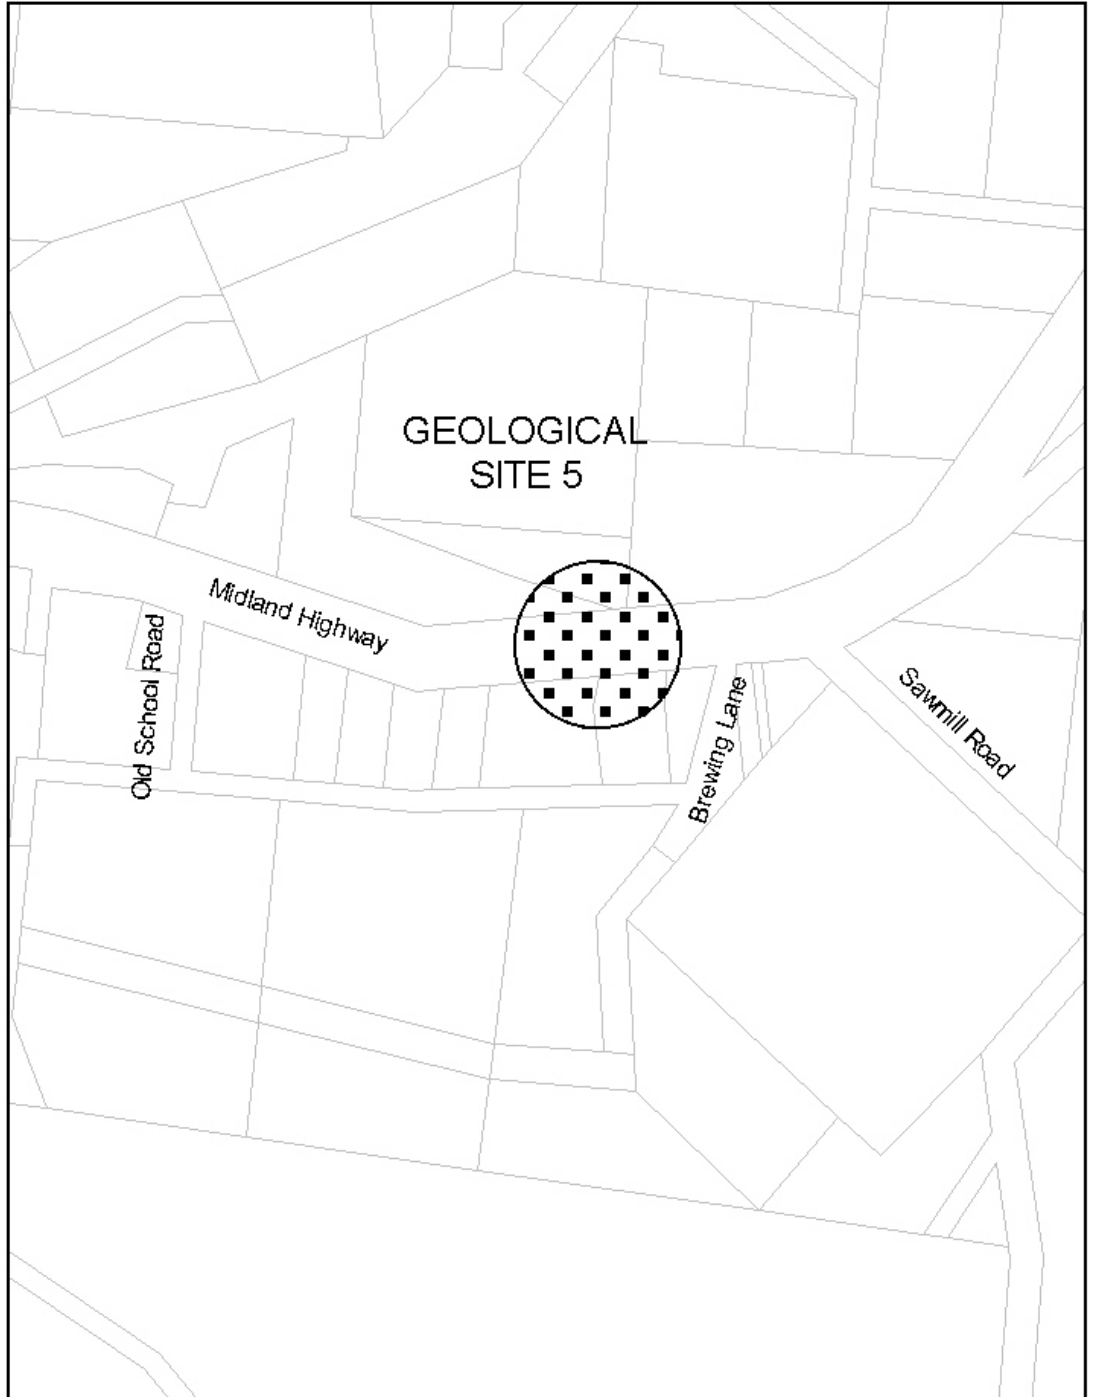 GEOLOGICAL
SITE 5
Midland Highway
Old School Road
Brewing Lane
Sawmill Road